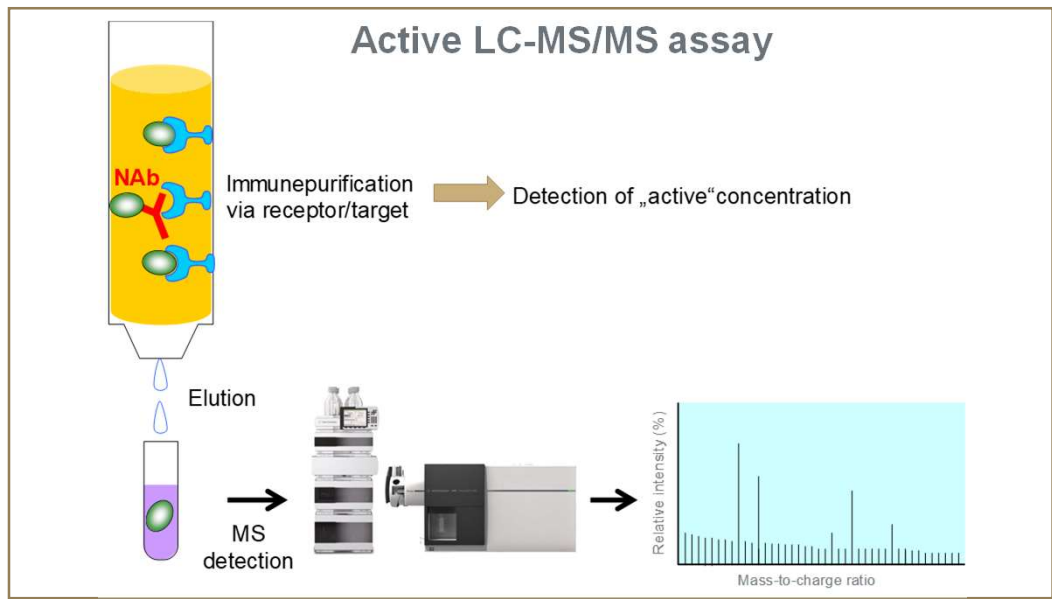 Active LC-MS/MS assay
NAb
Immunepurification
via receptor/target
Detection of „active“concentration
Elution
MS
detection
Relative intensity (%)
Mass-to-charge ratio